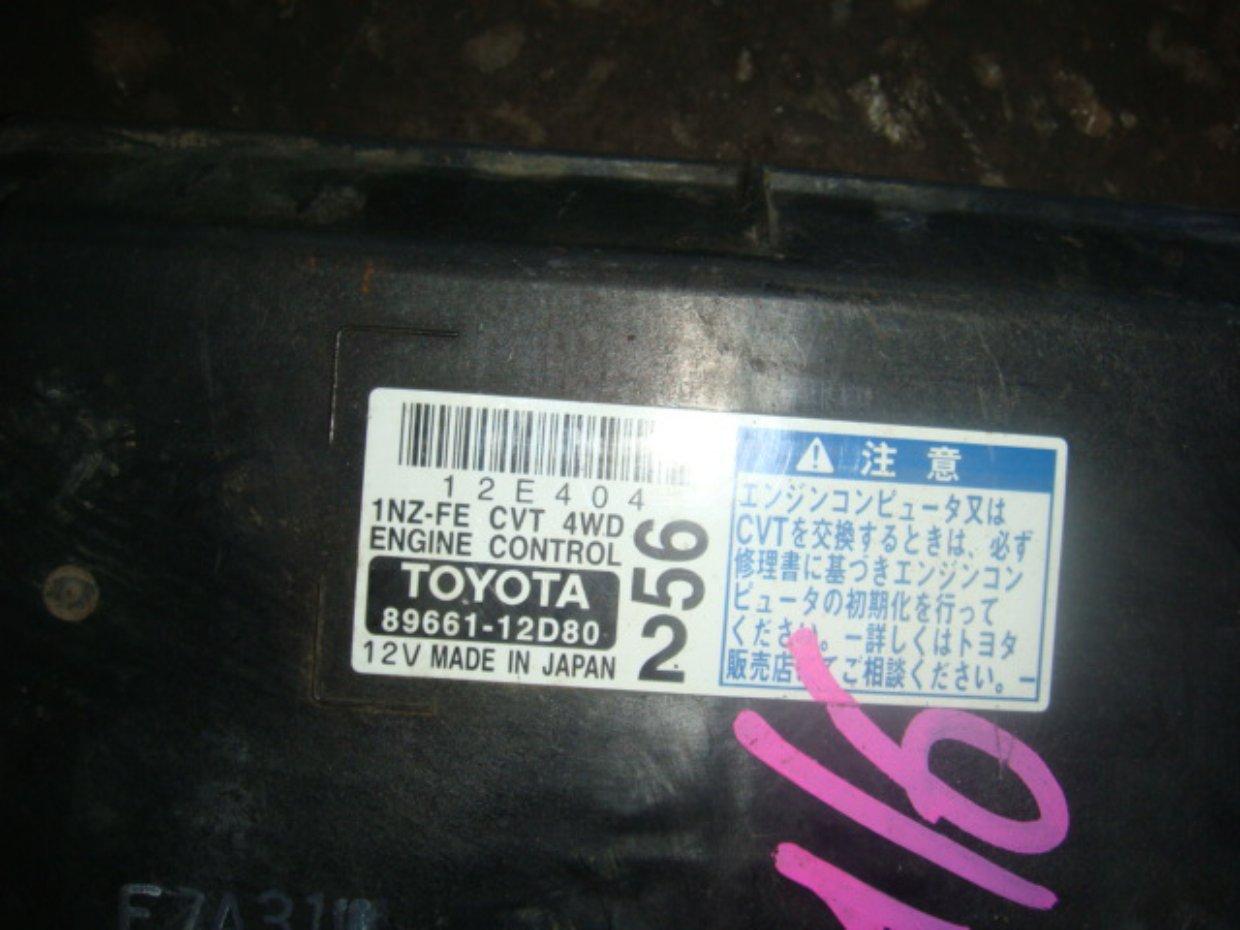 12E404
1NZ-FE CVT 4WD
ENGINE CONTROL
TOYOTA
89661-12D80
12V MADE IN JAPAN
256
注意
エンジンコンピュータ又は
CVTを交換するときは、必ず
修理書に基づきエンジンコン
ピュータの初期化を行って
ください。ー詳しくはトヨタ
販売店にてご相談ください。ー
16